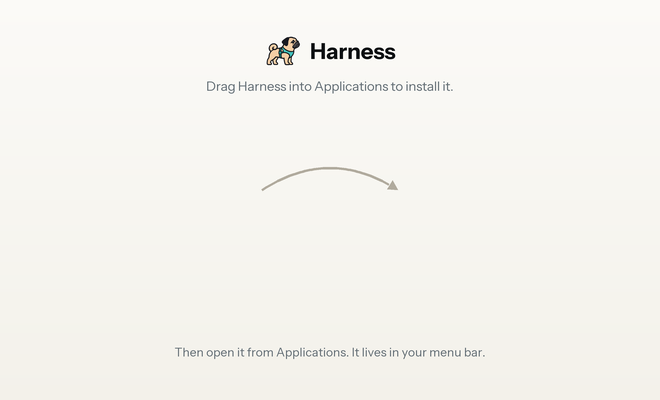 Harness
Drag Harness into Applications to install it.
Then open it from Applications. It lives in your menu bar.